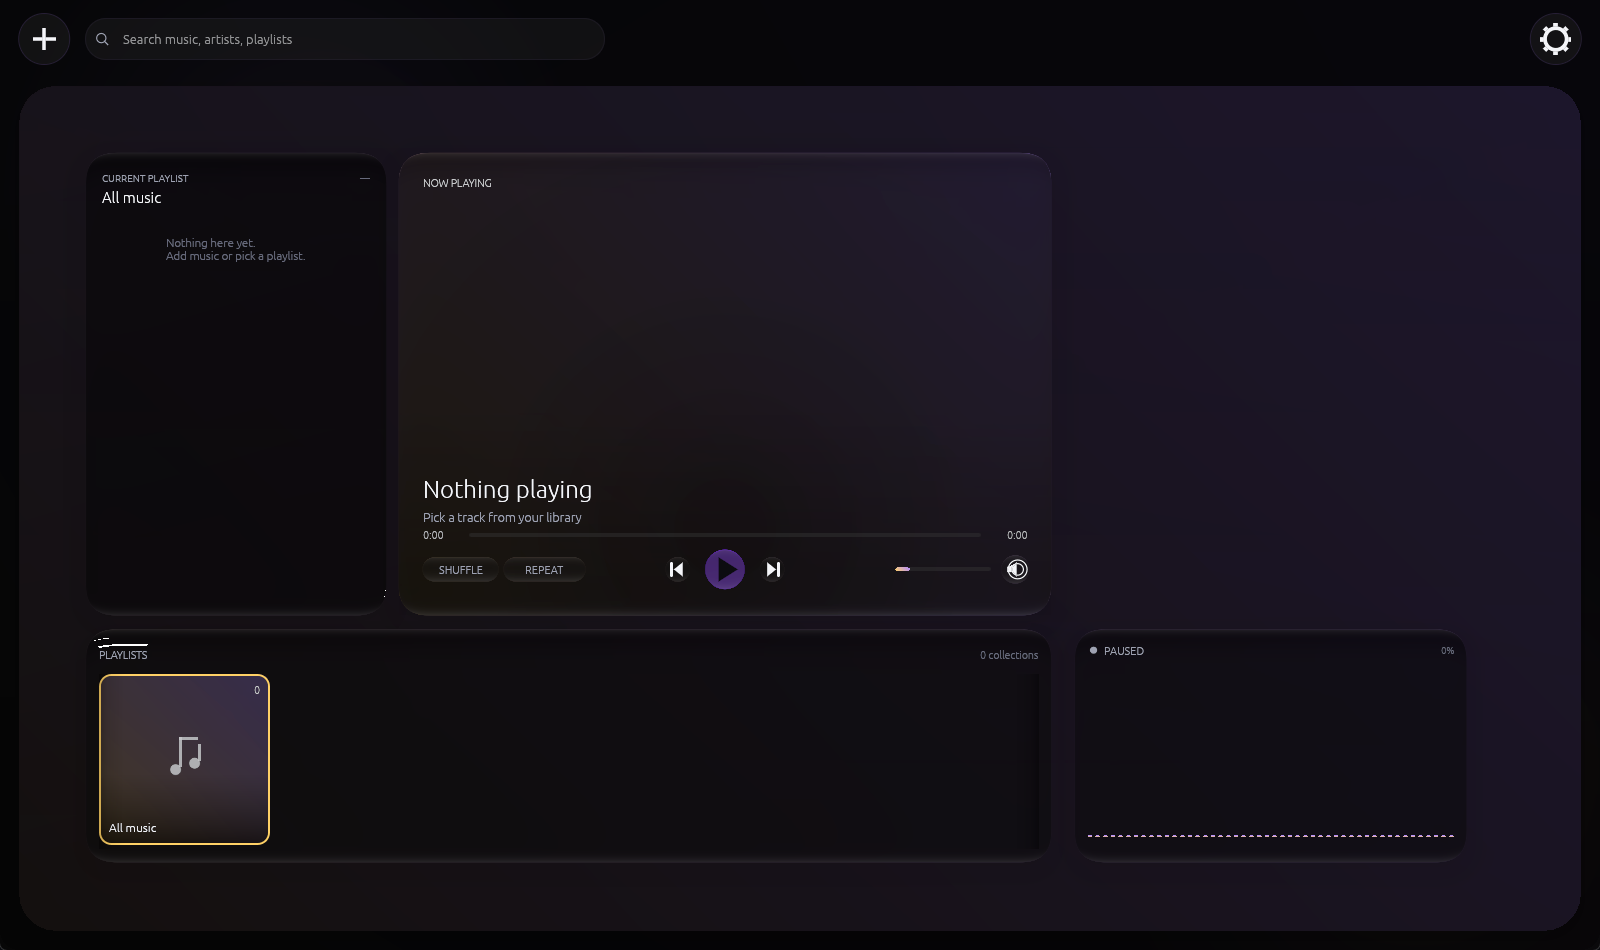 Search music, artists, playlists
CURRENT PLAYLIST
All music
Nothing here yet.
Add music or pick a playlist.
NOW PLAYING
Nothing playing
Pick a track from your library
0:00
0:00
SHUFFLE
REPEAT
PLAYLISTS
0 collections
0
All music
PAUSED
0%